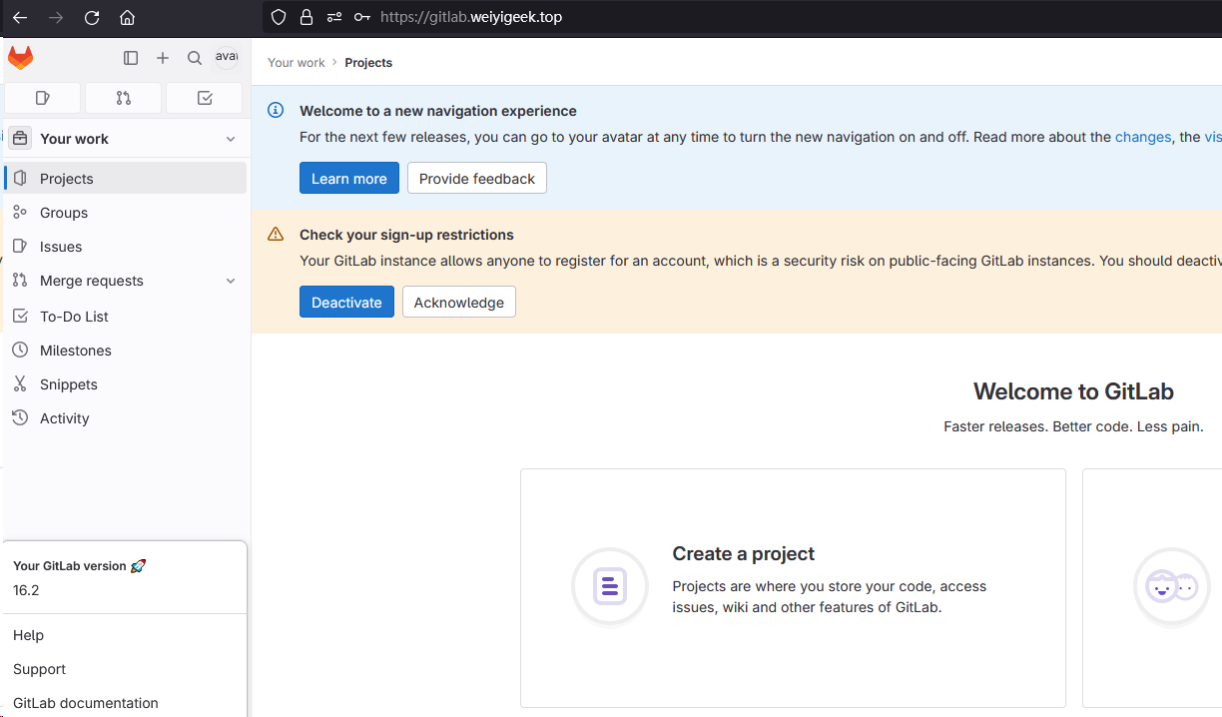 https://gitlab.weiyigeek.top
Your work › Projects
Your work
Projects
Groups
Issues
Merge requests
To-Do List
Milestones
Snippets
Activity
Your GitLab version 🚀
16.2
Help
Support
GitLab documentation
Welcome to a new navigation experience
For the next few releases, you can go to your avatar at any time to turn the new navigation on and off. Read more about the changes, the
Learn more
Provide feedback
Check your sign-up restrictions
Your GitLab instance allows anyone to register for an account, which is a security risk on public-facing GitLab instances. You should
Deactivate
Acknowledge
Welcome to GitLab
Faster releases. Better code. Less pain.
Create a project
Projects are where you store your code, access
issues, wiki and other features of GitLab.